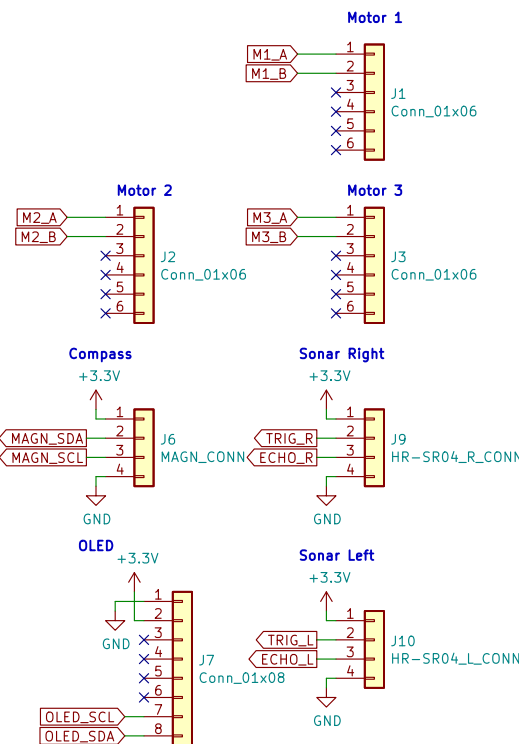 Motor 1
M1_A
M1_B
1
2
3
4
5
6
J1
Conn_01x06
Motor 2
M2_A
M2_B
1
2
3
4
5
6
J2
Conn_01x06
Motor 3
M3_A
M3_B
1
2
3
4
5
6
J3
Conn_01x06
Compass
+3.3V
MAGN_SDA
MAGN_SCL
1
2
3
4
J6
MAGN_CONN
GND
Sonar Right
+3.3V
TRIG_R
ECHO_R
1
2
3
4
J9
HR-SR04_R_CONN
GND
OLED
+3.3V
GND
1
2
3
4
5
6
7
8
J7
Conn_01x08
OLED_SCL
OLED_SDA
Sonar Left
+3.3V
TRIG_L
ECHO_L
1
2
3
4
J10
HR-SR04_L_CONN
GND